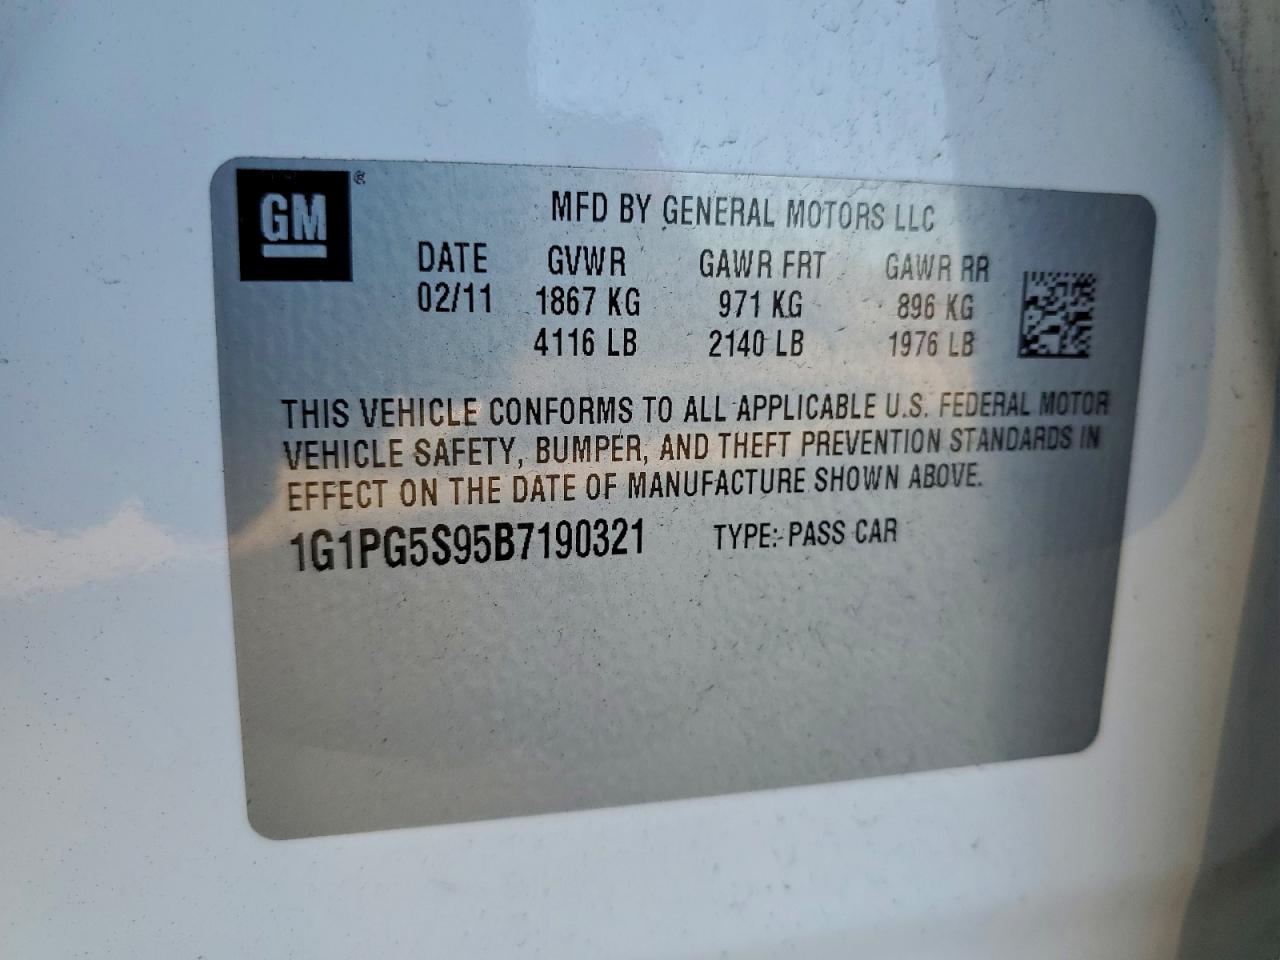 GM ®
MFD BY GENERAL MOTORS LLC
DATE GVWR GAWR FRT GAWR RR
02/11 1867 KG 971 KG 896 KG
4116 LB 2140 LB 1976 LB
THIS VEHICLE CONFORMS TO ALL APPLICABLE U.S. FEDERAL MOTOR
VEHICLE SAFETY, BUMPER, AND THEFT PREVENTION STANDARDS IN
EFFECT ON THE DATE OF MANUFACTURE SHOWN ABOVE.
1G1PG5S95B7190321 TYPE: PASS CAR